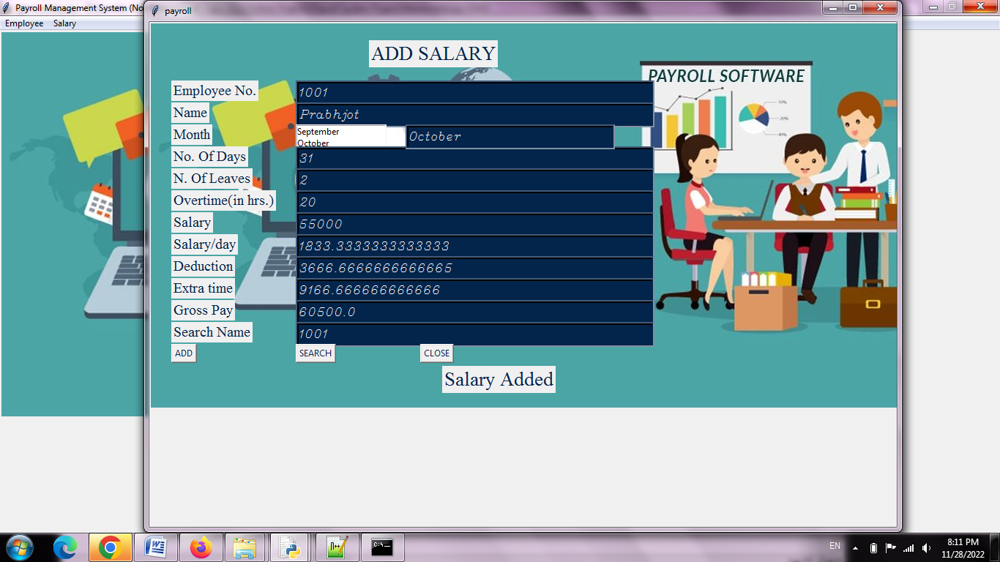 Payroll Management System (No
payroll
Employee Salary
ADD SALARY
PAYROLL SOFTWARE
Employee No. 1001
Name Prabhjot
Month September
October
October
No. Of Days 31
N. Of Leaves 2
Overtime(in hrs.) 20
Salary 55000
Salary/day 1833.3333333333333
Deduction 3666.6666666666665
Extra time 9166.666666666666
Gross Pay 60500.0
Search Name 1001
ADD SEARCH CLOSE
Salary Added
EN
8:11 PM
11/28/2022